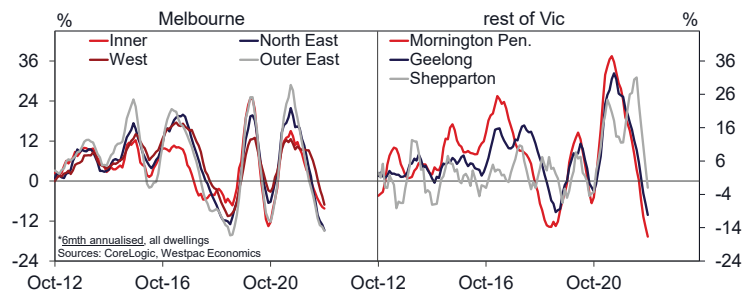 % Melbourne rest of Vic %
Inner North East Mornington Pen.
West Outer East Geelong
Shepparton
36 36
24 26
12 16
0 6
-12 -4
-24 -14
-24
*6mth annualised, all dwellings
Sources: CoreLogic, Westpac Economics
Oct-12 Oct-16 Oct-20 Oct-12 Oct-16 Oct-20